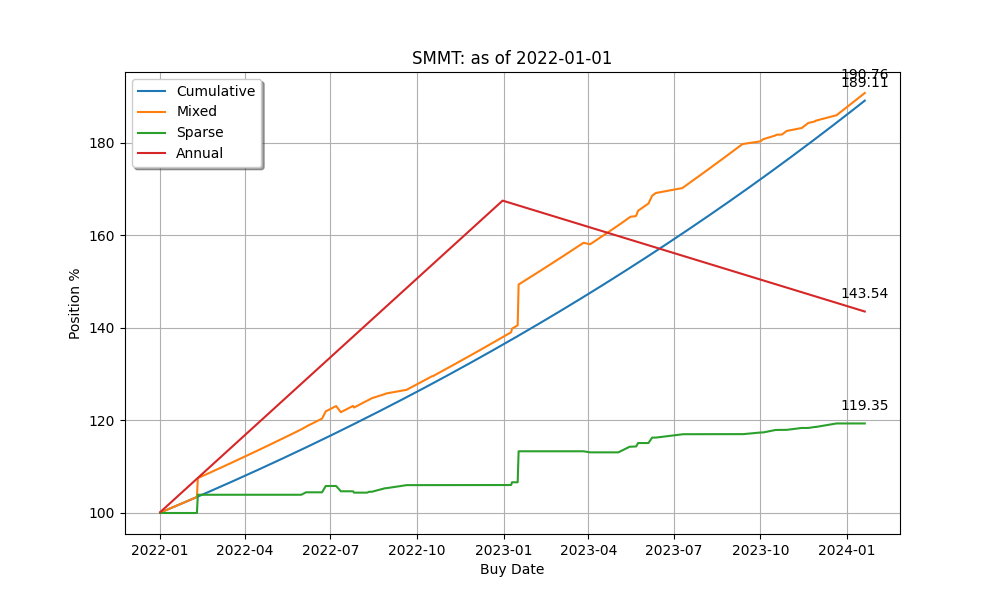 SMMT: as of 2022-01-01
190.76
189.11
Cumulative
Mixed
Sparse
Annual
180
160
140
120
100
143.54
119.35
Position %
2022-01 2022-04 2022-07 2022-10 2023-01 2023-04 2023-07 2023-10 2024-01
Buy Date